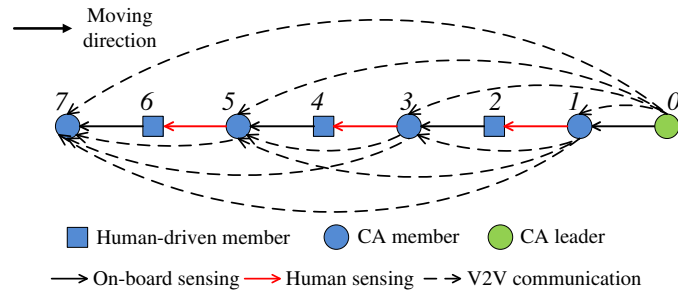 Moving
direction
7 6 5 4 3 2 1 0
Human-driven member CA member CA leader
On-board sensing Human sensing V2V communication